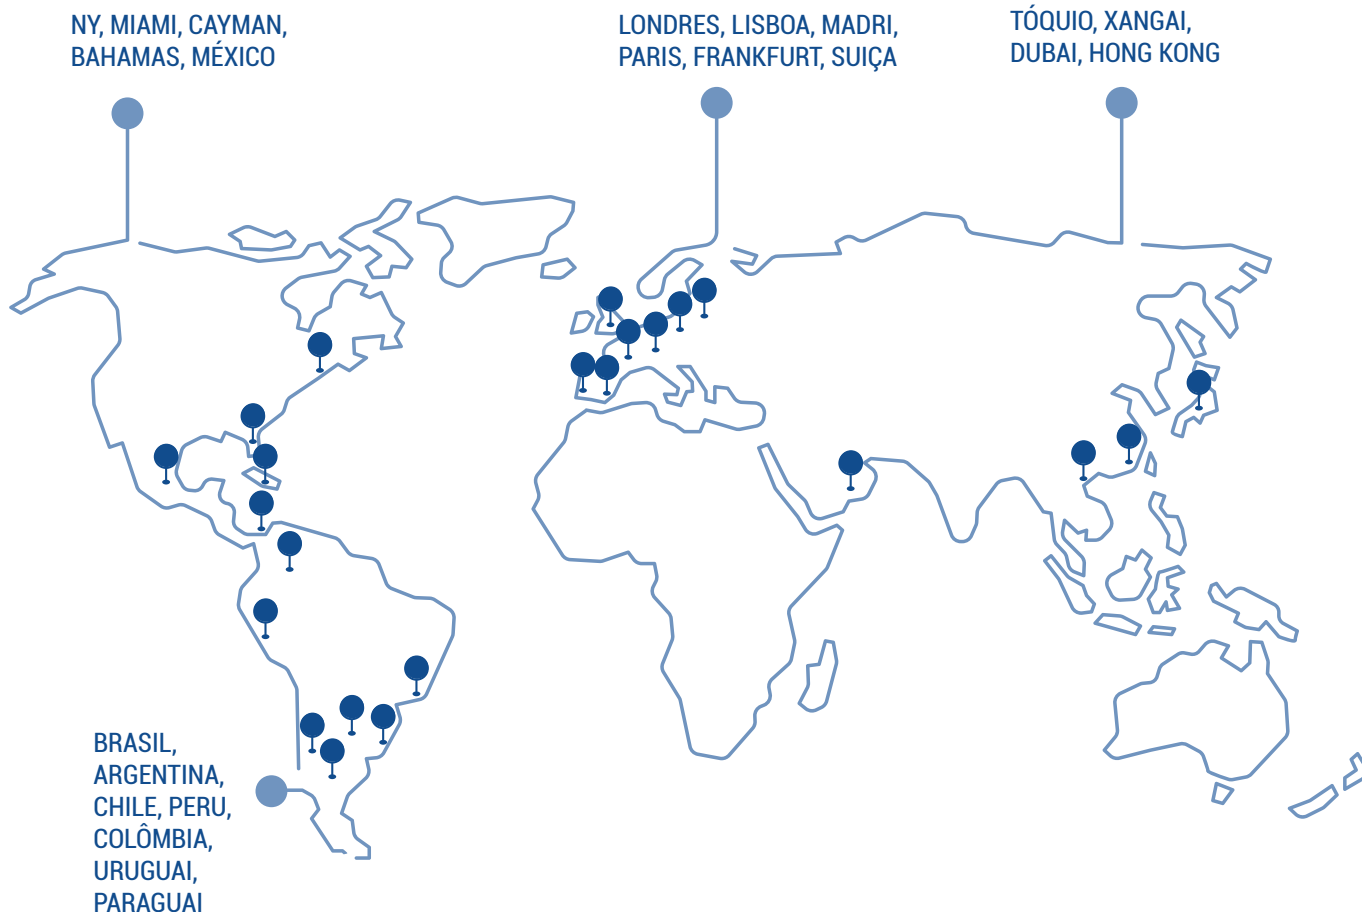 NY, MIAMI, CAYMAN,
BAHAMAS, MÉXICO
LONDRES, LISBOA, MADRI,
PARIS, FRANKFURT, SUIÇA
TÓQUIO, XANGAI,
DUBAI, HONG KONG
BRASIL,
ARGENTINA,
CHILE, PERU,
COLÔMBIA,
URUGUAI,
PARAGUAI